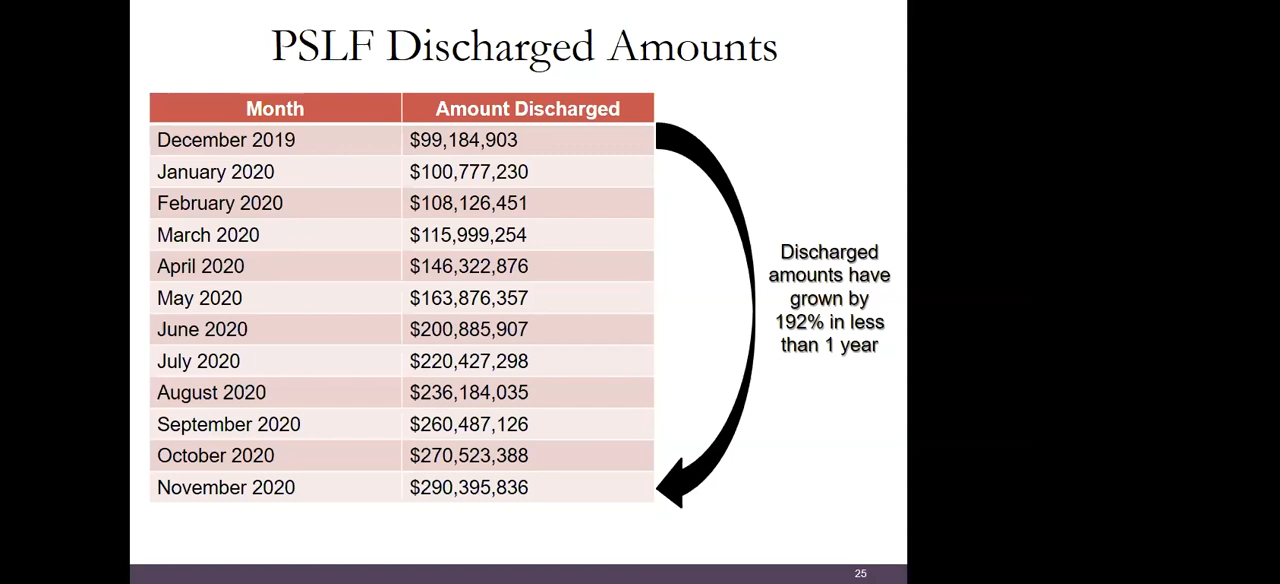 PSLF Discharged Amounts
Month Amount Discharged
December 2019 $99,184,903
January 2020 $100,777,230
February 2020 $108,126,451
March 2020 $115,999,254
April 2020 $146,322,876
May 2020 $163,876,357
June 2020 $200,885,907
July 2020 $220,427,298
August 2020 $236,184,035
September 2020 $260,487,126
October 2020 $270,523,388
November 2020 $290,395,836
Discharged
amounts have
grown by
192% in less
than 1 year
25